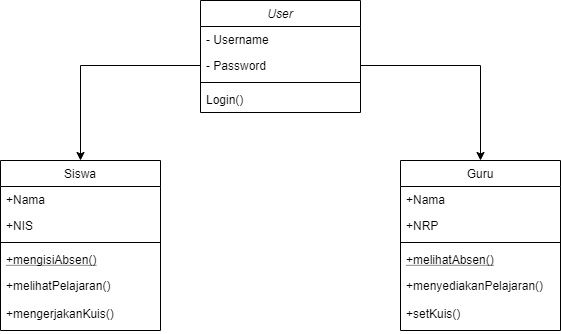 User
- Username
- Password
Login()
Siswa
+Nama
+NIS
+mengisiAbsen()
+melihatPelajaran()
+mengerjakanKuis()
Guru
+Nama
+NRP
+melihatAbsen()
+menyediakanPelajaran()
+setKuis()